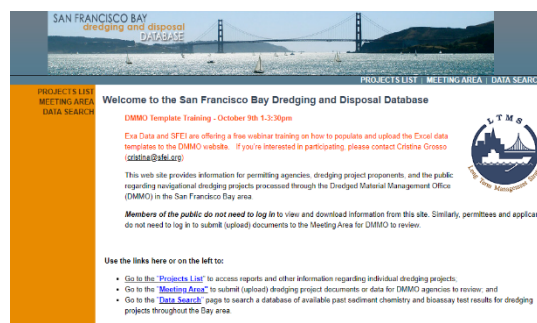 SAN FRANCISCO BAY
dredging and disposal
DATABASE
PROJECTS LIST | MEETING AREA | DATA SEARC
PROJECTS LIST
MEETING AREA
DATA SEARCH
Welcome to the San Francisco Bay Dredging and Disposal Database
DMMO Template Training - October 9th 1-3:30pm
Exa Data and SFEI are offering a free webinar training on how to populate and upload the Excel data
templates to the DMMO website. If you're interested in participating, please contact Cristina Grosso
(cristina@sfei.org)
This web site provides information for permitting agencies, dredging project proponents, and the public
regarding navigational dredging projects processed through the Dredged Material Management Office
(DMMO) in the San Francisco Bay area.
Members of the public do not need to log in to view and download information from this site. Similarly, permittees and applican
do not need to log in to submit (upload) documents to the Meeting Area for DMMO to review.
LTMS
Long Term Management
Use the links here or on the left to:
• Go to the "Projects List" to access reports and other information regarding individual dredging projects;
• Go to the "Meeting Area" to submit (upload) dredging project documents or data for DMMO agencies to review; and
• Go to the "Data Search" page to search a database of available past sediment chemistry and bioassay test results for dredging
projects throughout the Bay area.